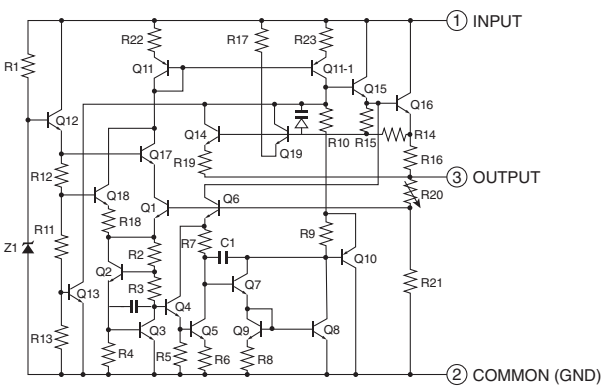 1 INPUT
R22
R17
R23
R1
Q11
Q11-1
Q15
Q16
Q12
Q14
R10
R15
R14
Q17
R19
Q19
R16
R12
3 OUTPUT
Q18
Q1
Q6
R20
R18
R11
R7
C1
R9
Z1
R2
Q10
Q2
R21
R3
Q7
Q13
Q4
R13
Q3
Q5
Q9
Q8
R4
R5
R6
R8
2 COMMON (GND)